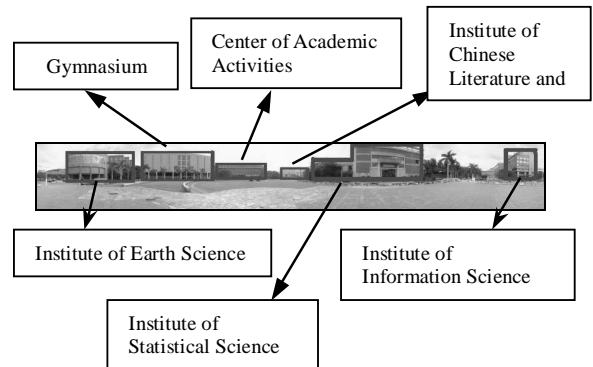 Gymnasium
Center of Academic
Activities
Institute of
Chinese
Literature and
Institute of Earth Science
Institute of
Information Science
Institute of
Statistical Science